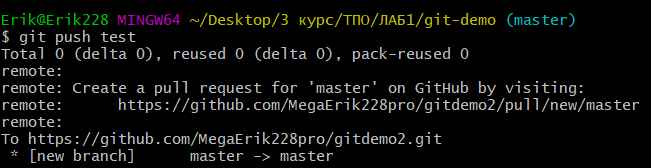 Erik@Erik228 MINGW64 ~/Desktop/3 курс/ТПО/ЛАБ1/git-demo (master)
$ git push test
Total 0 (delta 0), reused 0 (delta 0), pack-reused 0
remote:
remote: Create a pull request for 'master' on GitHub by visiting:
remote:      https://github.com/MegaErik228pro/gitdemo2/pull/new/master
remote:
To https://github.com/MegaErik228pro/gitdemo2.git
 * [new branch]      master -> master